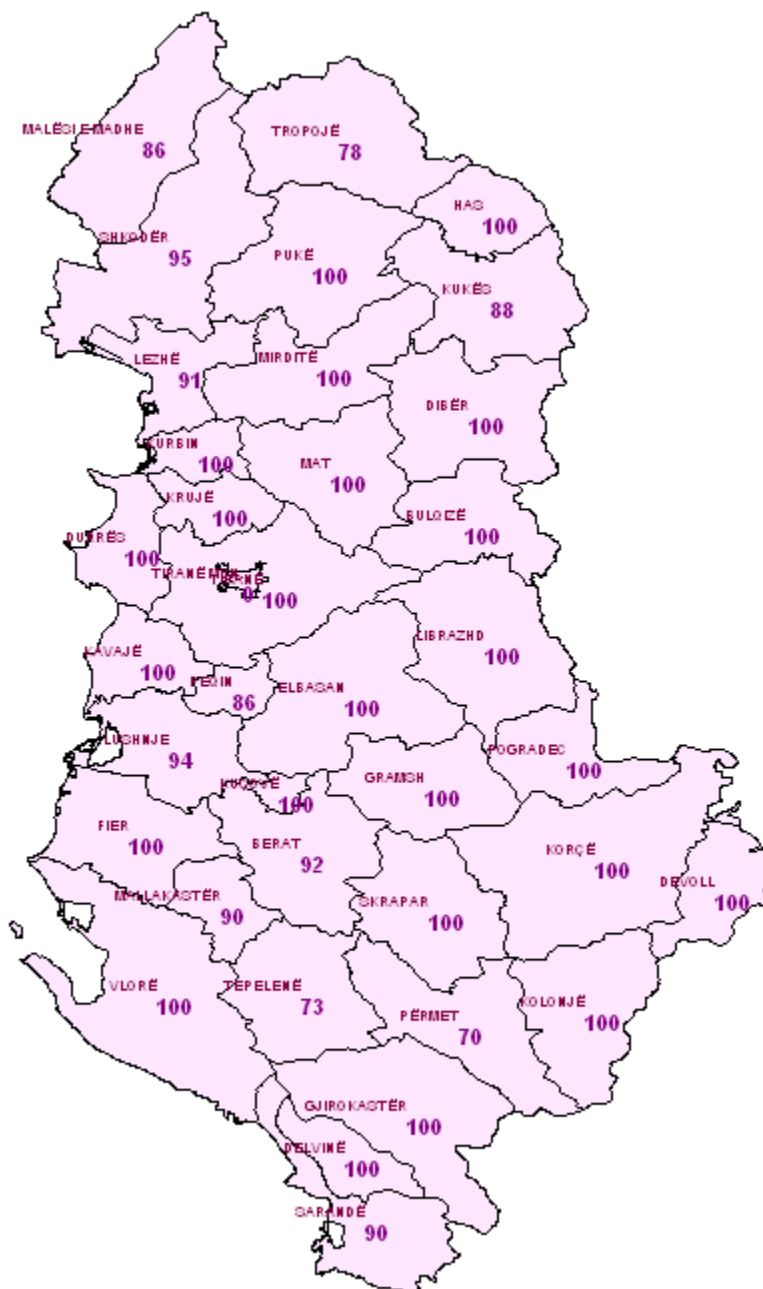 MALËSI E MADHE
86
TROPOJË
78
HAS
100
SHKODËR
95
PUKË
100
KUKËS
88
LEZHË
91
MIRDITË
100
DIBËR
100
KURBIN
100
MAT
100
KRUJË
100
BULQIZË
100
DURRËS
100
TIRANË
0
100
LIBRAZHD
100
KAVAJË
100
PEQIN
86
ELBASAN
100
LUSHNJE
94
POGRADEC
100
KUÇOVË
100
GRAMSH
100
FIER
100
BERAT
92
KORÇË
100
DEVOLL
100
MALLAKASTËR
90
SKRAPAR
100
VLORË
100
TEPELENË
73
PËRMET
70
KOLONJË
100
GJIROKASTËR
100
DELVINË
100
SARANDË
90